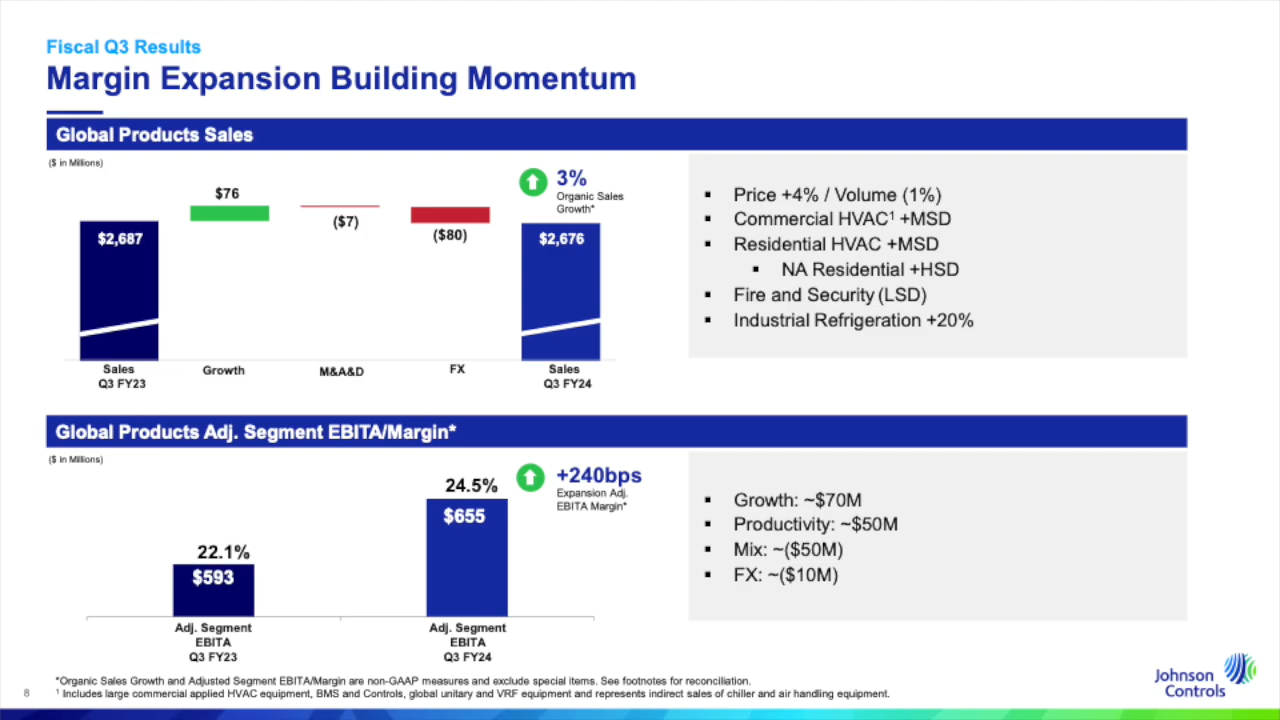 Fiscal Q3 Results
Margin Expansion Building Momentum
Global Products Sales
($ in Millions)
$2,687
$76
($7)
($80)
$2,676
3%
Organic Sales
Growth*
Sales
Q3 FY23
Growth
M&A&D
FX
Sales
Q3 FY24
▪ Price +4% / Volume (1%)
▪ Commercial HVAC¹ +MSD
▪ Residential HVAC +MSD
▪ NA Residential +HSD
▪ Fire and Security (LSD)
▪ Industrial Refrigeration +20%
Global Products Adj. Segment EBITA/Margin*
($ in Millions)
22.1%
$593
24.5%
$655
+240bps
Expansion Adj.
EBITA Margin*
Adj. Segment
EBITA
Q3 FY23
Adj. Segment
EBITA
Q3 FY24
▪ Growth: ~$70M
▪ Productivity: ~$50M
▪ Mix: ~($50M)
▪ FX: ~($10M)
*Organic Sales Growth and Adjusted Segment EBITA/Margin are non-GAAP measures and exclude special items. See footnotes for reconciliation.
¹ Includes large commercial applied HVAC equipment, BMS and Controls, global unitary and VRF equipment and represents indirect sales of chiller and air handling equipment.
8
Johnson
Controls